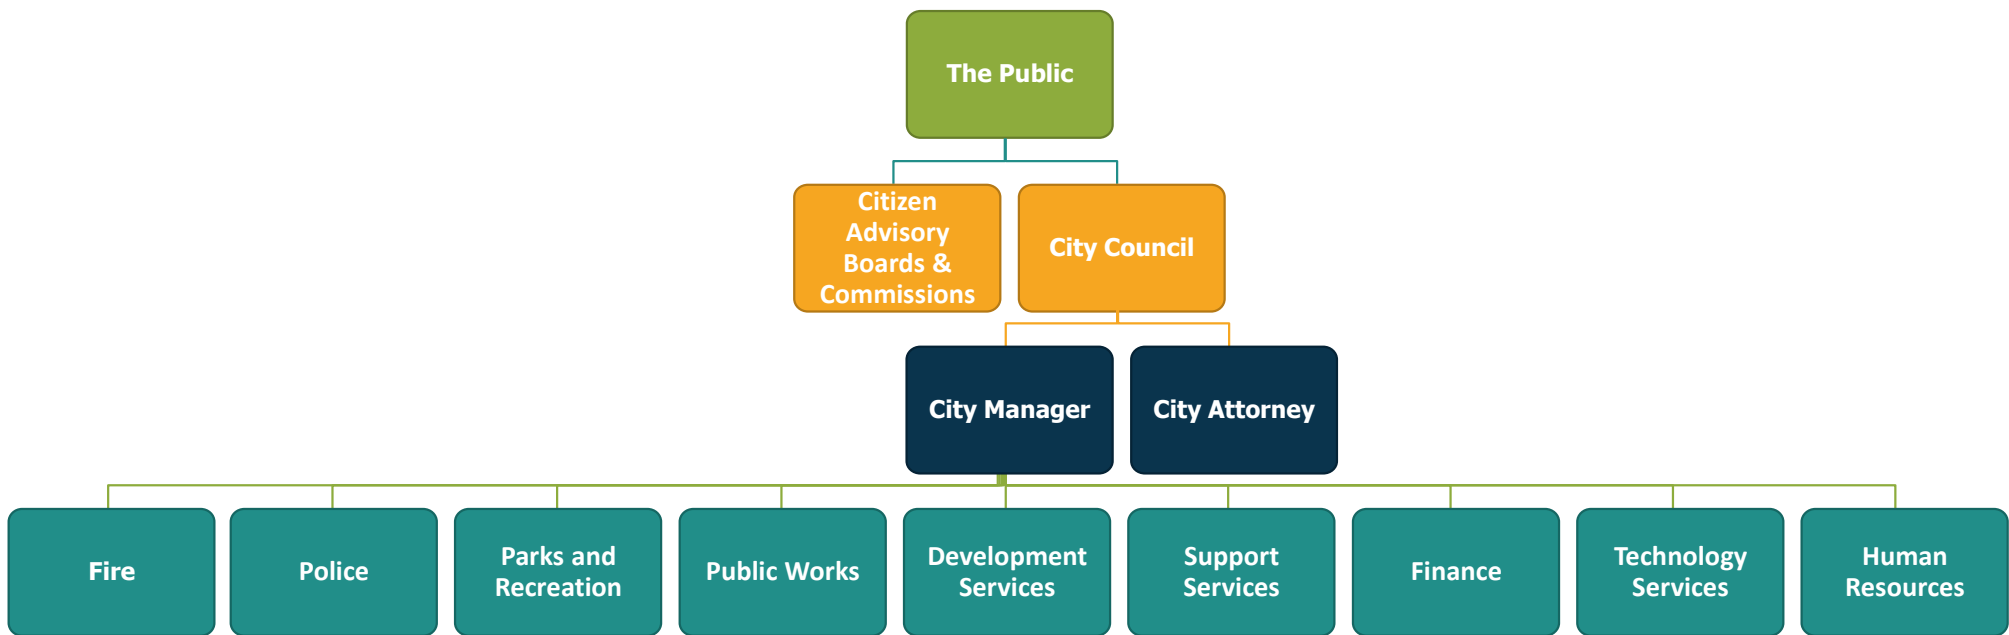 The Public
Citizen
Advisory
Boards &
Commissions
City Council
City Manager
City Attorney
Fire
Police
Parks and
Recreation
Public Works
Development
Services
Support
Services
Finance
Technology
Services
Human
Resources